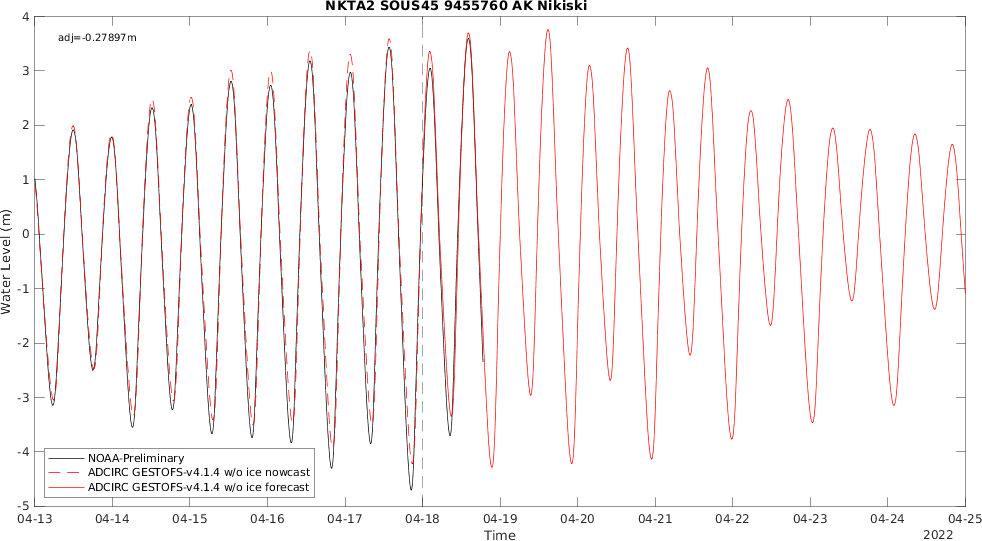 NKTA2 SOUS45 9455760 AK Nikiski
adj=-0.27897m
4
3
2
1
0
-1
-2
-3
-4
-5
Water Level (m)
NOAA-Preliminary
ADCIRC GESTOFS-v4.1.4 w/o ice nowcast
ADCIRC GESTOFS-v4.1.4 w/o ice forecast
04-13 04-14 04-15 04-16 04-17 04-18 04-19 04-20 04-21 04-22 04-23 04-24 04-25
Time
2022